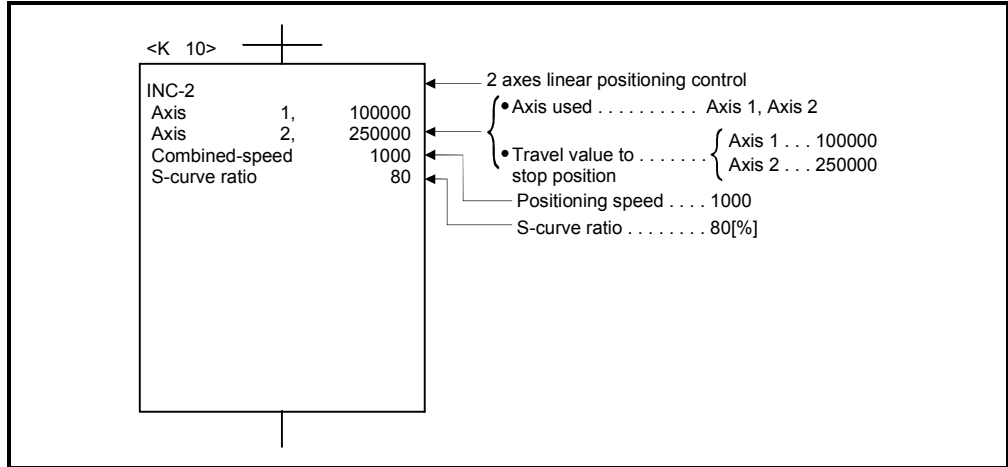 <K 10>
INC-2
Axis 1, 100000
Axis 2, 250000
Combined-speed 1000
S-curve ratio 80
2 axes linear positioning control
• Axis used . . . . . . . . . . Axis 1, Axis 2
• Travel value to . . . . . . .
stop position
Axis 1 . . . 100000
Axis 2 . . . 250000
Positioning speed . . . . 1000
S-curve ratio . . . . . . . . 80[%]